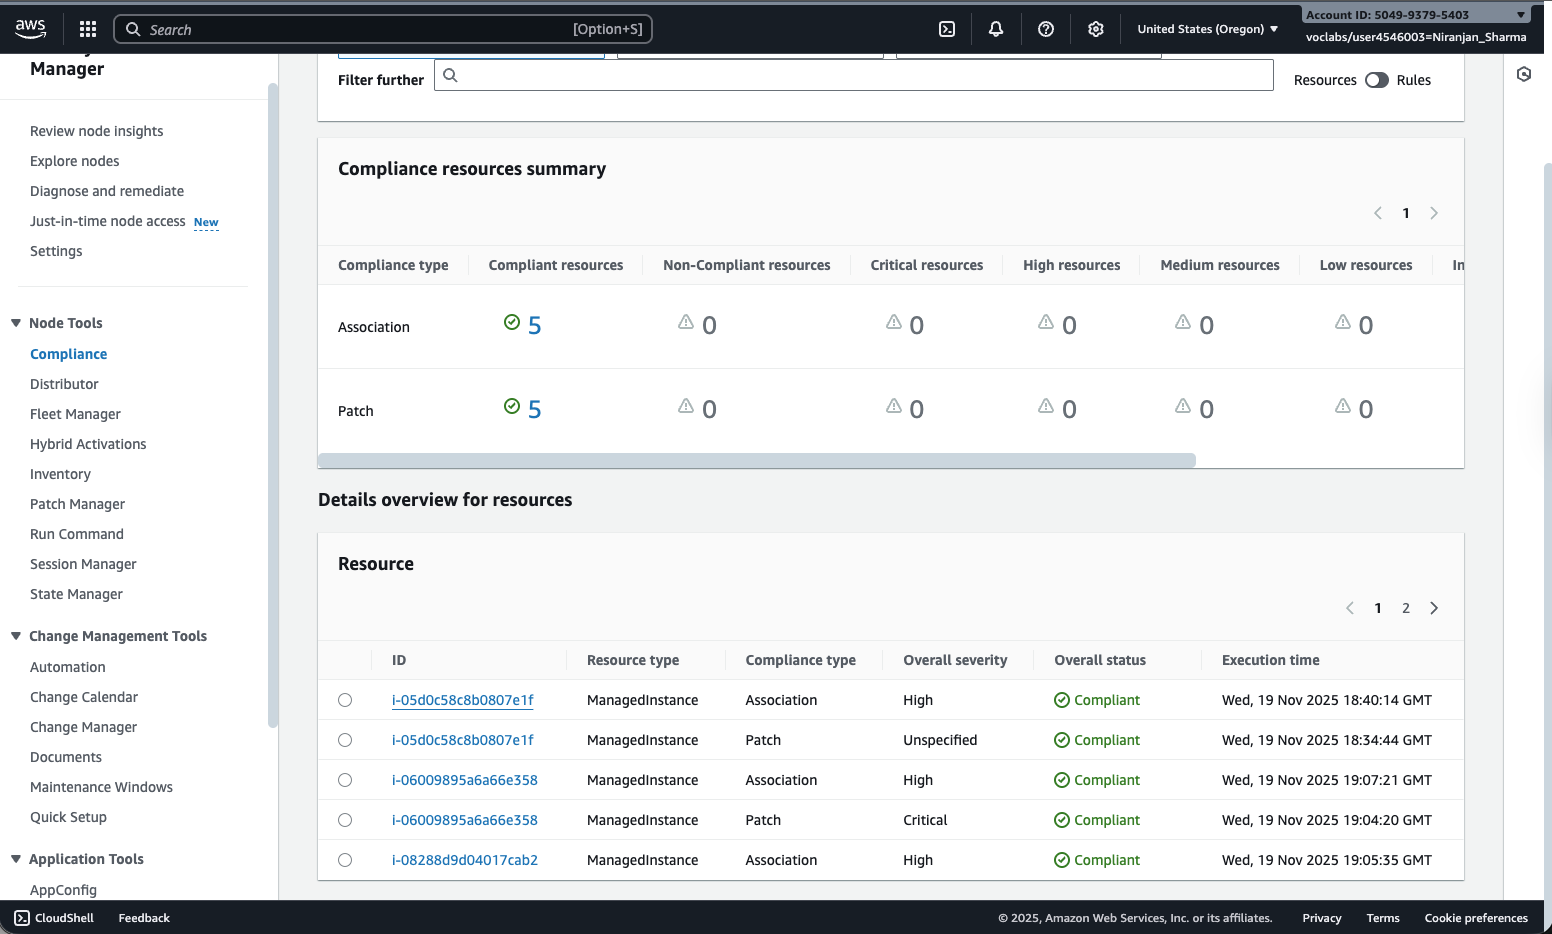 aws
Search
[Option+S]
United States (Oregon)
Account ID: 5049-9379-5403
voclabs/user4546003=Niranjan_Sharma
Manager
Review node insights
Explore nodes
Diagnose and remediate
Just-in-time node access New
Settings
Node Tools
Compliance
Distributor
Fleet Manager
Hybrid Activations
Inventory
Patch Manager
Run Command
Session Manager
State Manager
Change Management Tools
Automation
Change Calendar
Change Manager
Documents
Maintenance Windows
Quick Setup
Application Tools
AppConfig
Filter further
Resources Rules
Compliance resources summary
1
Compliance type Compliant resources Non-Compliant resources Critical resources High resources Medium resources Low resources In
Association 5 0 0 0 0 0
Patch 5 0 0 0 0 0
Details overview for resources
Resource
1 2
ID Resource type Compliance type Overall severity Overall status Execution time
i-05d0c58c8b0807e1f ManagedInstance Association High Compliant Wed, 19 Nov 2025 18:40:14 GMT
i-05d0c58c8b0807e1f ManagedInstance Patch Unspecified Compliant Wed, 19 Nov 2025 18:34:44 GMT
i-06009895a6a66e358 ManagedInstance Association High Compliant Wed, 19 Nov 2025 19:07:21 GMT
i-06009895a6a66e358 ManagedInstance Patch Critical Compliant Wed, 19 Nov 2025 19:04:20 GMT
i-08288d9d04017cab2 ManagedInstance Association High Compliant Wed, 19 Nov 2025 19:05:35 GMT
CloudShell Feedback
© 2025, Amazon Web Services, Inc. or its affiliates. Privacy Terms Cookie preferences